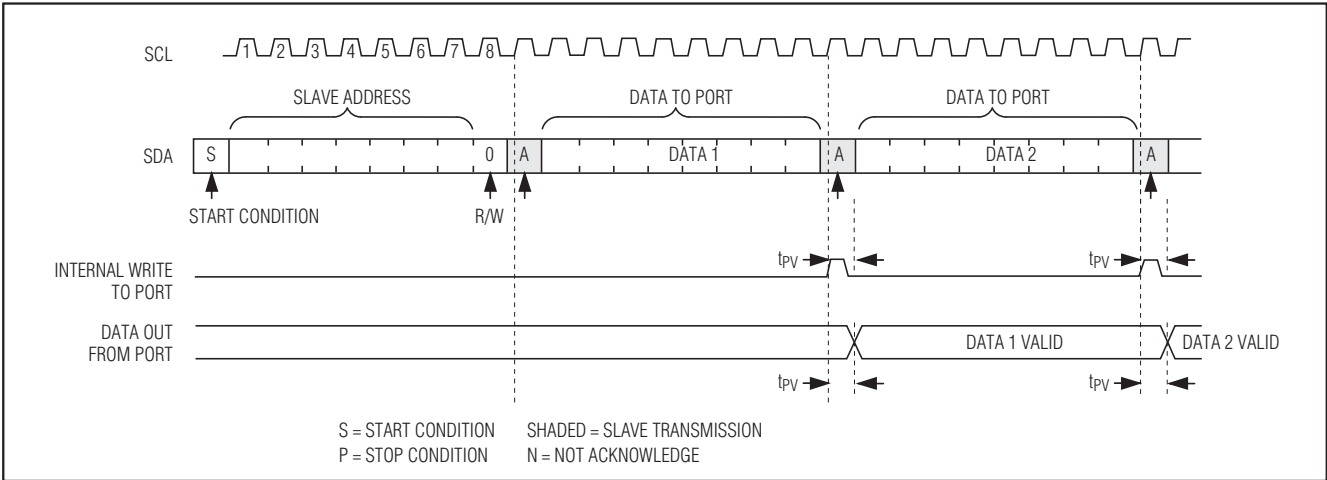 SCL 1 2 3 4 5 6 7 8
SLAVE ADDRESS DATA TO PORT DATA TO PORT
SDA S 0 A DATA 1 A DATA 2 A
START CONDITION R/W
tPV tPV
INTERNAL WRITE
TO PORT
DATA OUT
FROM PORT
DATA 1 VALID DATA 2 VALID
tPV tPV
S = START CONDITION SHADED = SLAVE TRANSMISSION
P = STOP CONDITION N = NOT ACKNOWLEDGE